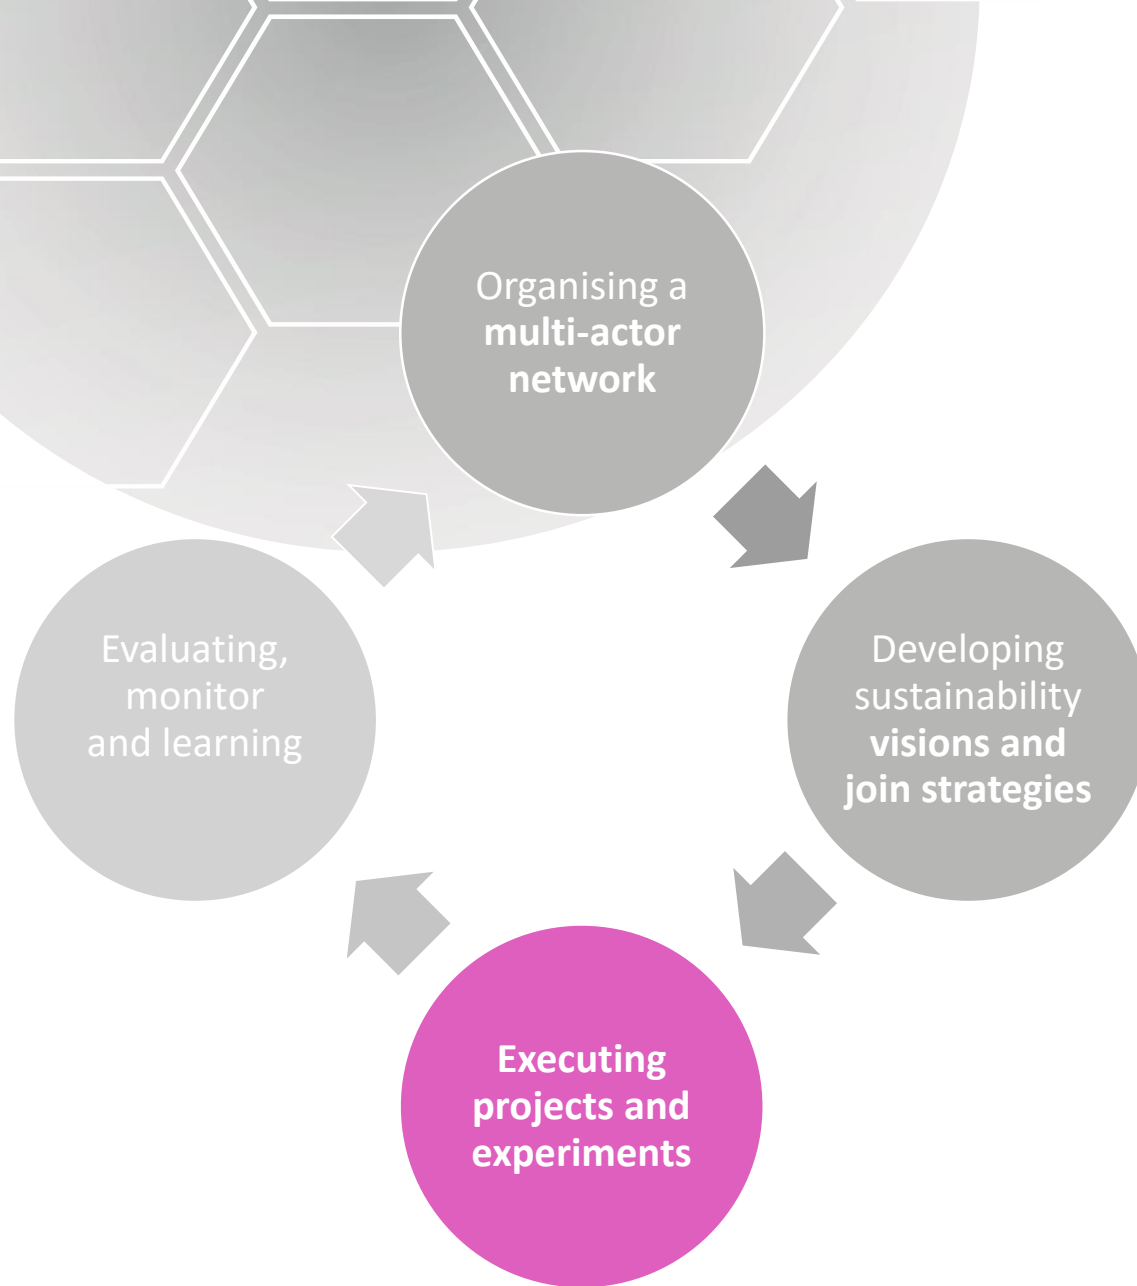 Organising a
multi-actor
network
Developing
sustainability
visions and
join strategies
Executing
projects and
experiments
Evaluating,
monitor
and learning